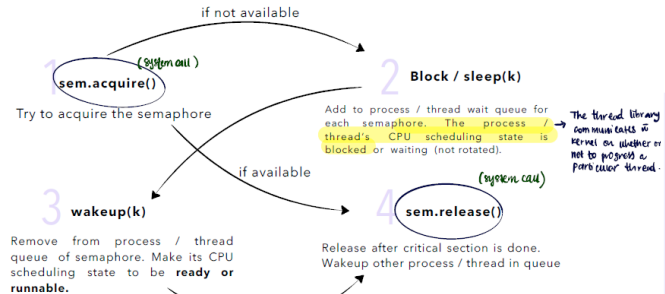 if not available
1
(system call)
sem.acquire()
Try to acquire the semaphore
2
Block / sleep(k)
Add to process / thread wait queue for
each semaphore. The process /
thread's CPU scheduling state is
blocked or waiting (not rotated).
The thread library
communicates w
kernel on whether or
not to progress a
particular thread.
if available
3
wakeup(k)
Remove from process / thread
queue of semaphore. Make its CPU
scheduling state to be ready or
runnable.
(system call)
4
sem.release()
Release after critical section is done.
Wakeup other process / thread in queue